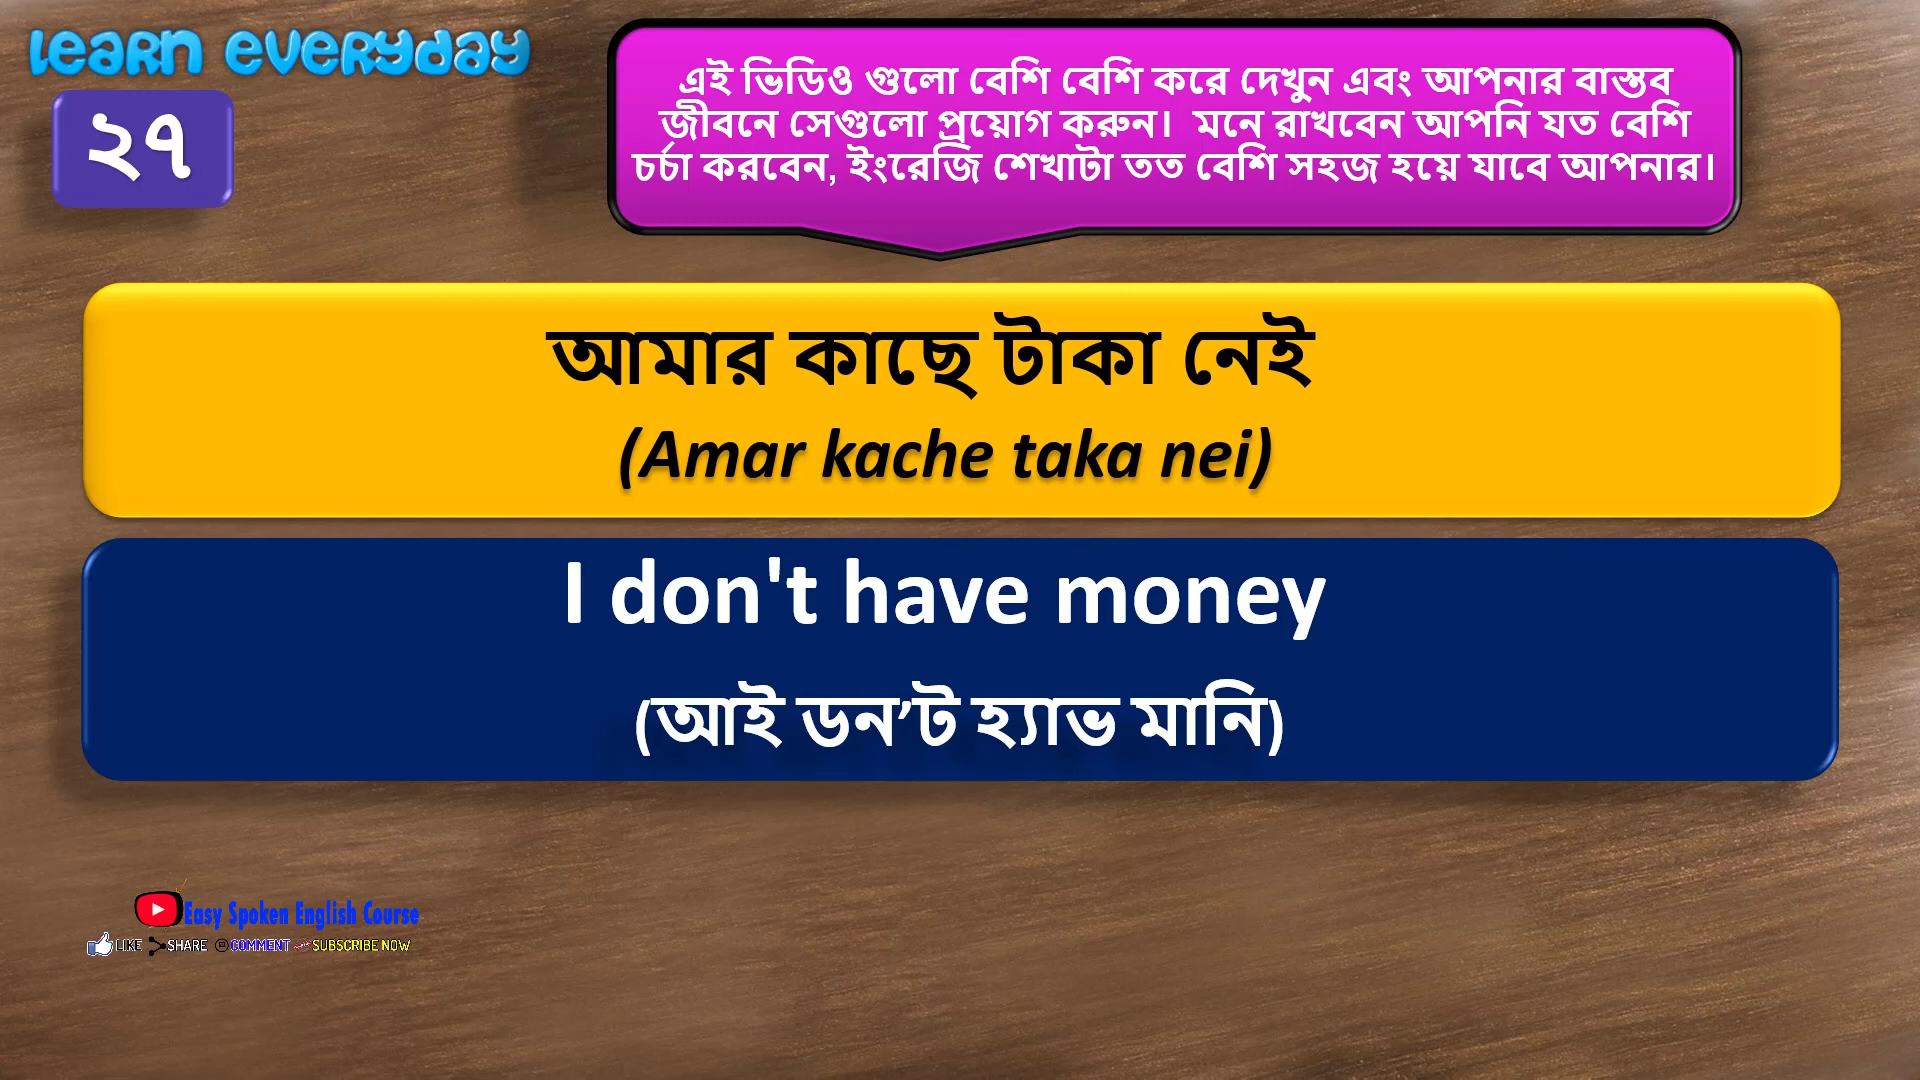 Learn Everyday
২৭
এই ভিডিও গুলো বেশি বেশি করে দেখুন এবং আপনার বাস্তব
জীবনে সেগুলো প্রয়োগ করুন। মনে রাখবেন আপনি যত বেশি
চর্চা করবেন, ইংরেজি শেখাটা তত বেশি সহজ হয়ে যাবে আপনার।
আমার কাছে টাকা নেই
(Amar kache taka nei)
I don't have money
(আই ডন’ট হ্যাভ মানি)
Easy Spoken English Course
LIKE SHARE COMMENT SUBSCRIBE NOW